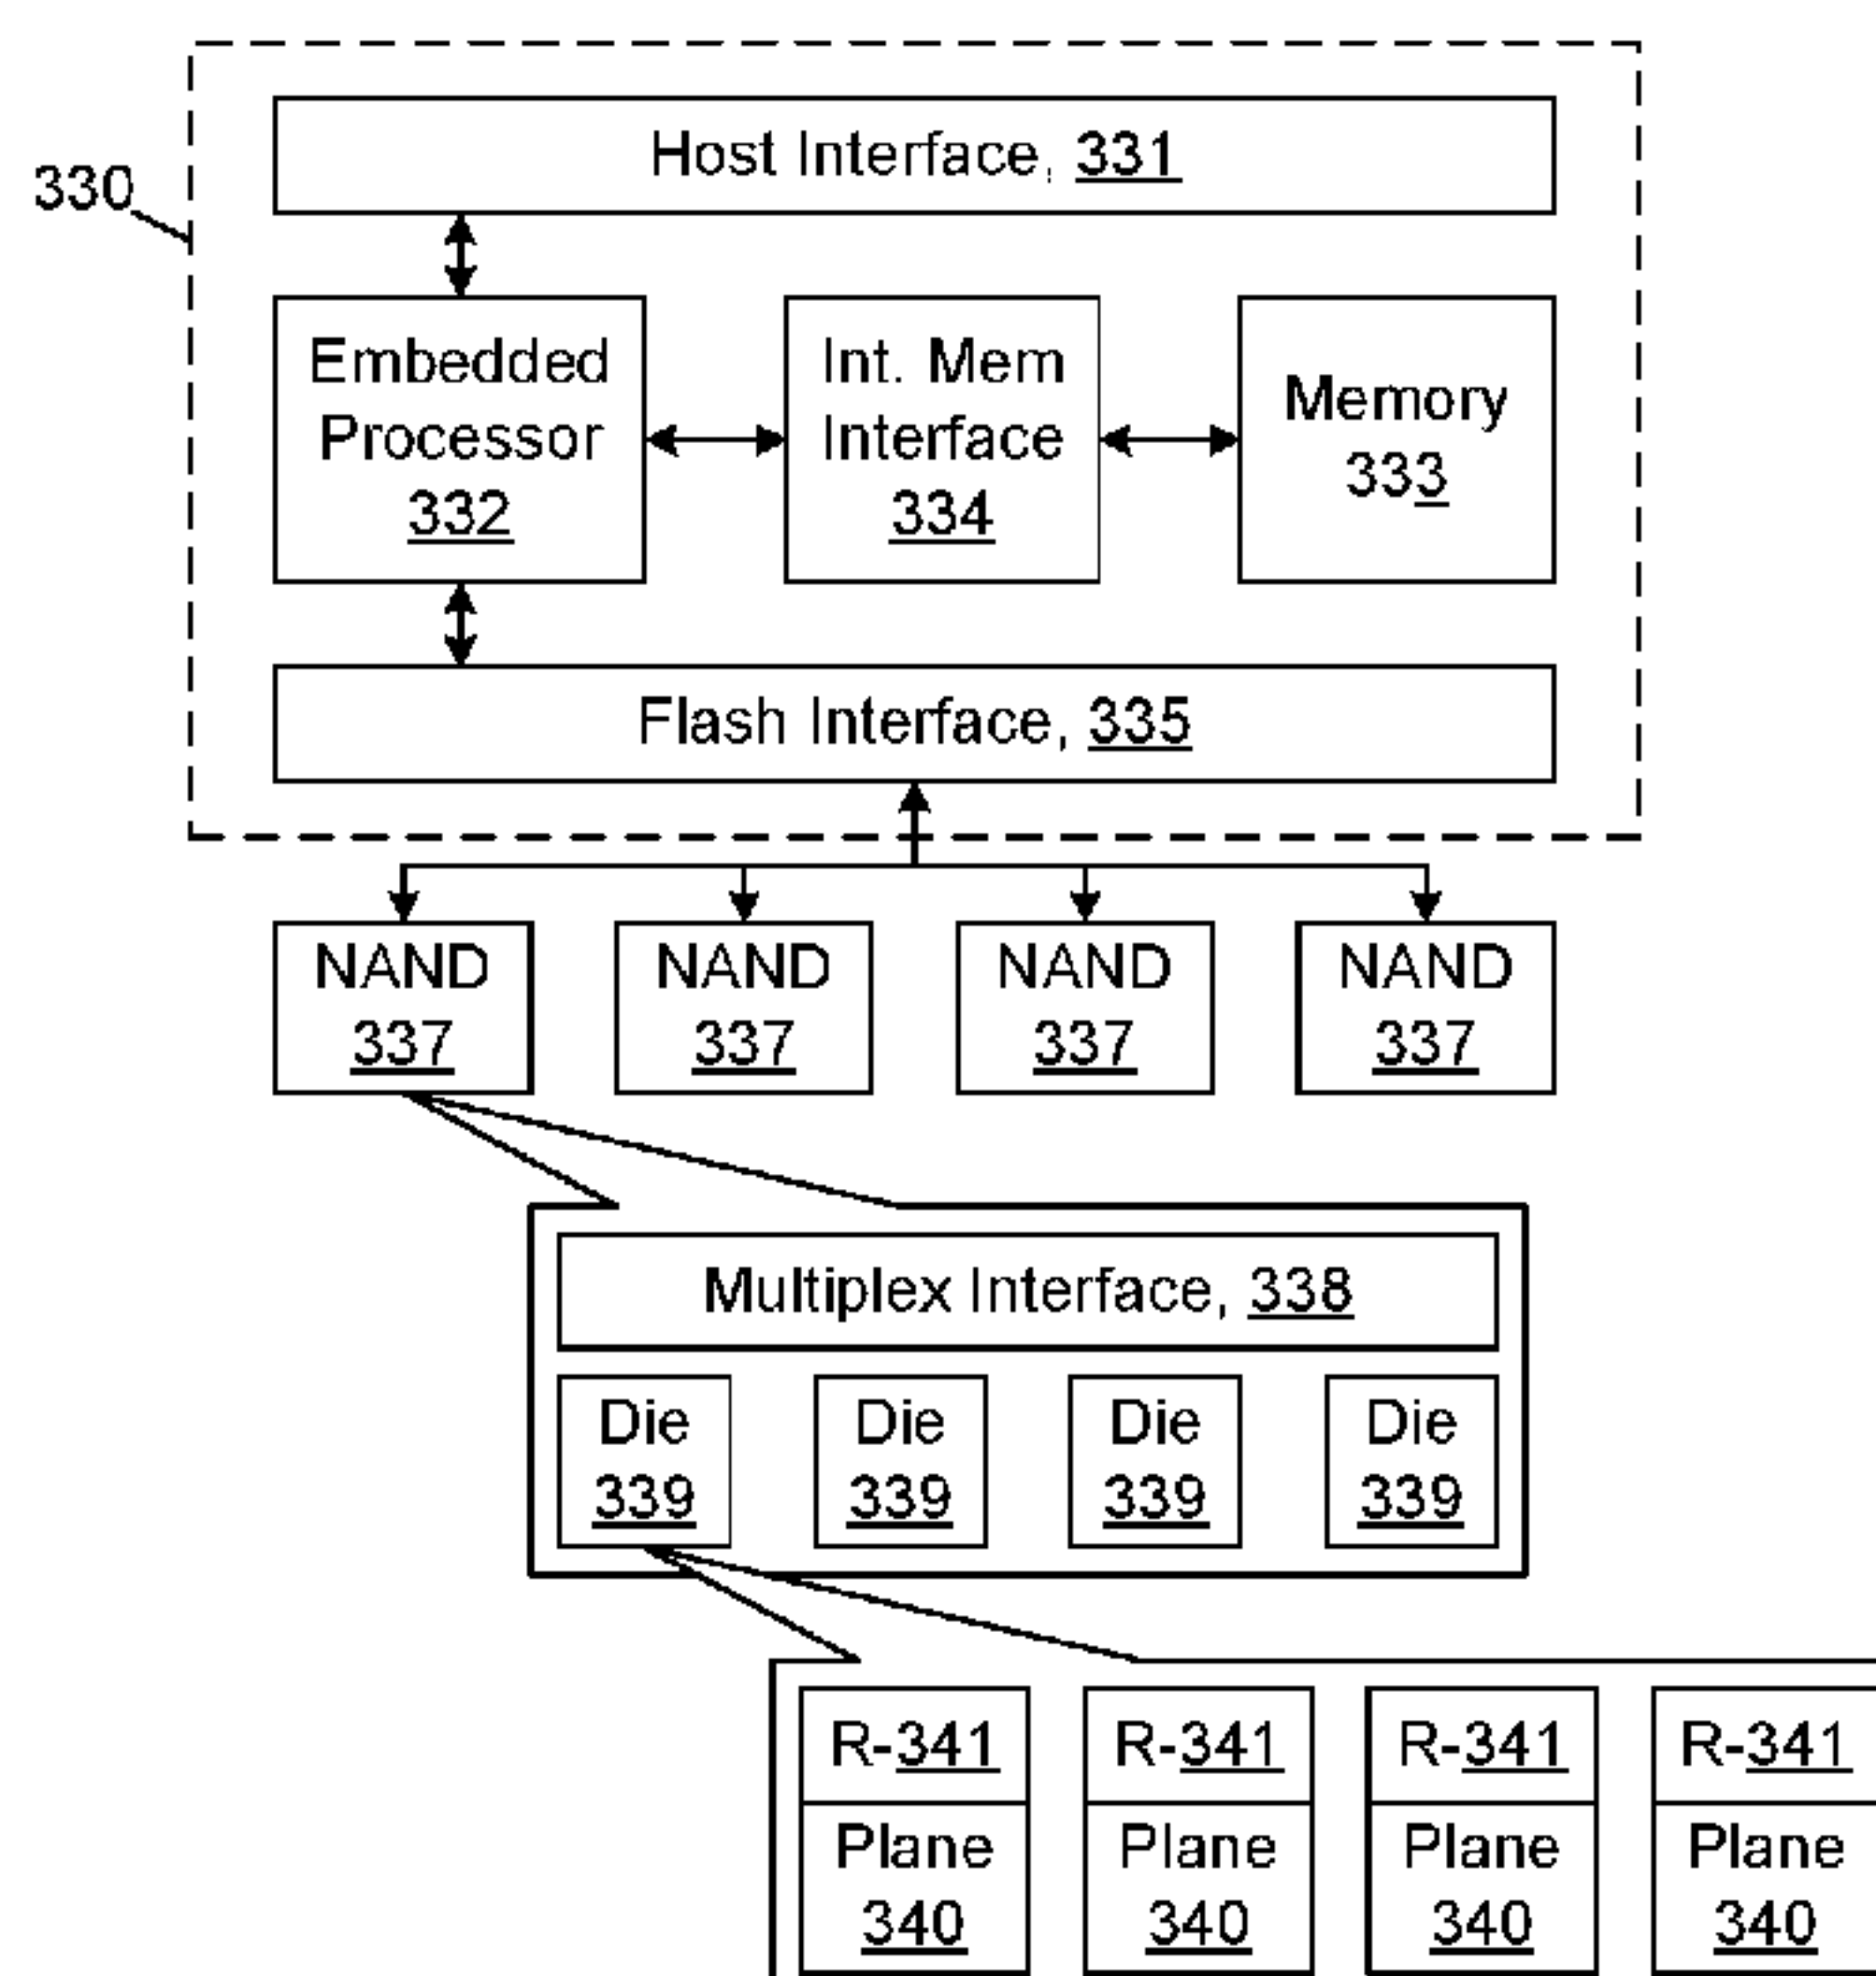 330
Host Interface, 331
Embedded
Processor
332
Int. Mem
Interface
334
Memory
333
Flash Interface, 335
NAND
337
NAND
337
NAND
337
NAND
337
Multiplex Interface, 338
Die
339
Die
339
Die
339
Die
339
R-341
Plane
340
R-341
Plane
340
R-341
Plane
340
R-341
Plane
340